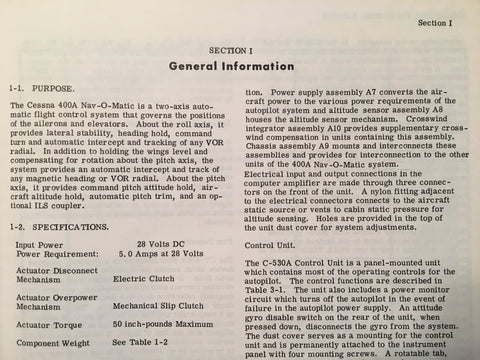 Section I
SECTION I
General Information
1-1. PURPOSE.
The Cessna 400A Nav-O-Matic is a two-axis auto-
matic flight control system that governs the positions
of the ailerons and elevators. About the roll axis, it
provides lateral stability, heading hold, command
turn and automatic intercept and tracking of any VOR
radial. In addition to holding the wings level and
compensating for rotation about the pitch axis, the
system provides an automatic intercept and track of
any magnetic heading or VOR radial. About the pitch
axis, it provides command pitch attitude hold, air-
craft altitude hold, automatic pitch trim, and an op-
tional ILS coupler.
1-2. SPECIFICATIONS.
Input Power 28 Volts DC
Power Requirement: 5.0 Amps at 28 Volts
Actuator Disconnect
Mechanism Electric Clutch
Actuator Overpower
Mechanism Mechanical Slip Clutch
Actuator Torque 50 inch-pounds Maximum
Component Weight See Table 1-2
tion. Power supply assembly A7 converts the air-
craft power to the various power requirements of the
autopilot system and altitude sensor assembly A8
houses the altitude sensor mechanism. Crosswind
integrator assembly A10 provides supplementary cross-
wind compensation in units containing this assembly.
Chassis assembly A9 mounts and interconnects these
assemblies and provides for interconnection to the other
units of the 400A Nav-O-Matic system.
Electrical input and output connections in the
computer amplifier are made through three connec-
tors on the front of the unit. A nylon fitting adjacent
to the electrical connectors connects to the aircraft
static source or vents to cabin static pressure for
altitude sensing. Holes are provided in the top of
the unit dust cover for system adjustments.
Control Unit.
The C-530A Control Unit is a panel-mounted unit
which contains most of the operating controls for the
autopilot. The control functions are described in
Table 3-1. The unit also includes a power monitor
circuit which turns off the autopilot in the event of
failure in the autopilot power supply. An attitude
gyro disable switch on the rear of the unit, when
pressed down, disconnects the gyro from the system.
The dust cover serves as a mounting for the control
unit and is permanently attached to the instrument
panel with four mounting screws. A rotatable tab,